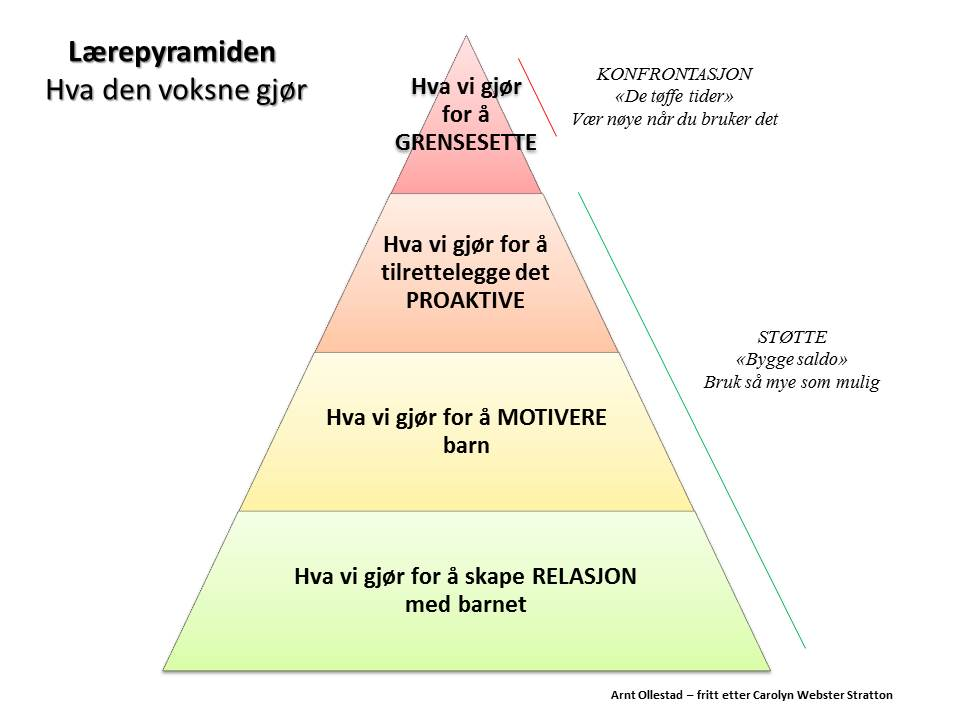 Lærepyramiden
Hva den voksne gjør
Hva vi gjør
for å
GRENSESETTE
KONFRONTASJON
«De tøffe tider»
Vær nøye når du bruker det
Hva vi gjør for å
tilrettelegge det
PROAKTIVE
STØTTE
«Bygge saldo»
Bruk så mye som mulig
Hva vi gjør for å MOTIVERE
barn
Hva vi gjør for å skape RELASJON
med barnet
Arnt Ollestad – fritt etter Carolyn Webster Stratton